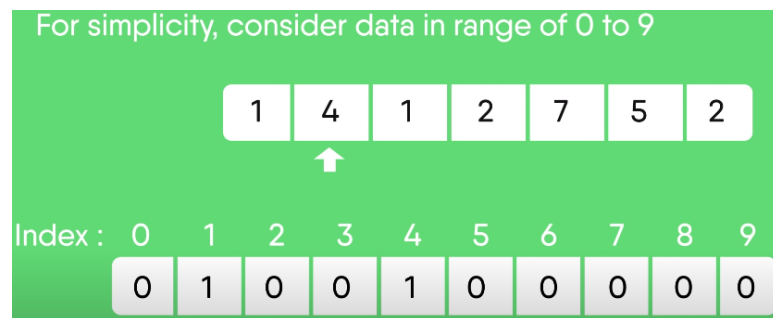 For simplicity, consider data in range of 0 to 9
1 4 1 2 7 5 2
Index : 0 1 2 3 4 5 6 7 8 9
0 1 0 0 1 0 0 0 0 0